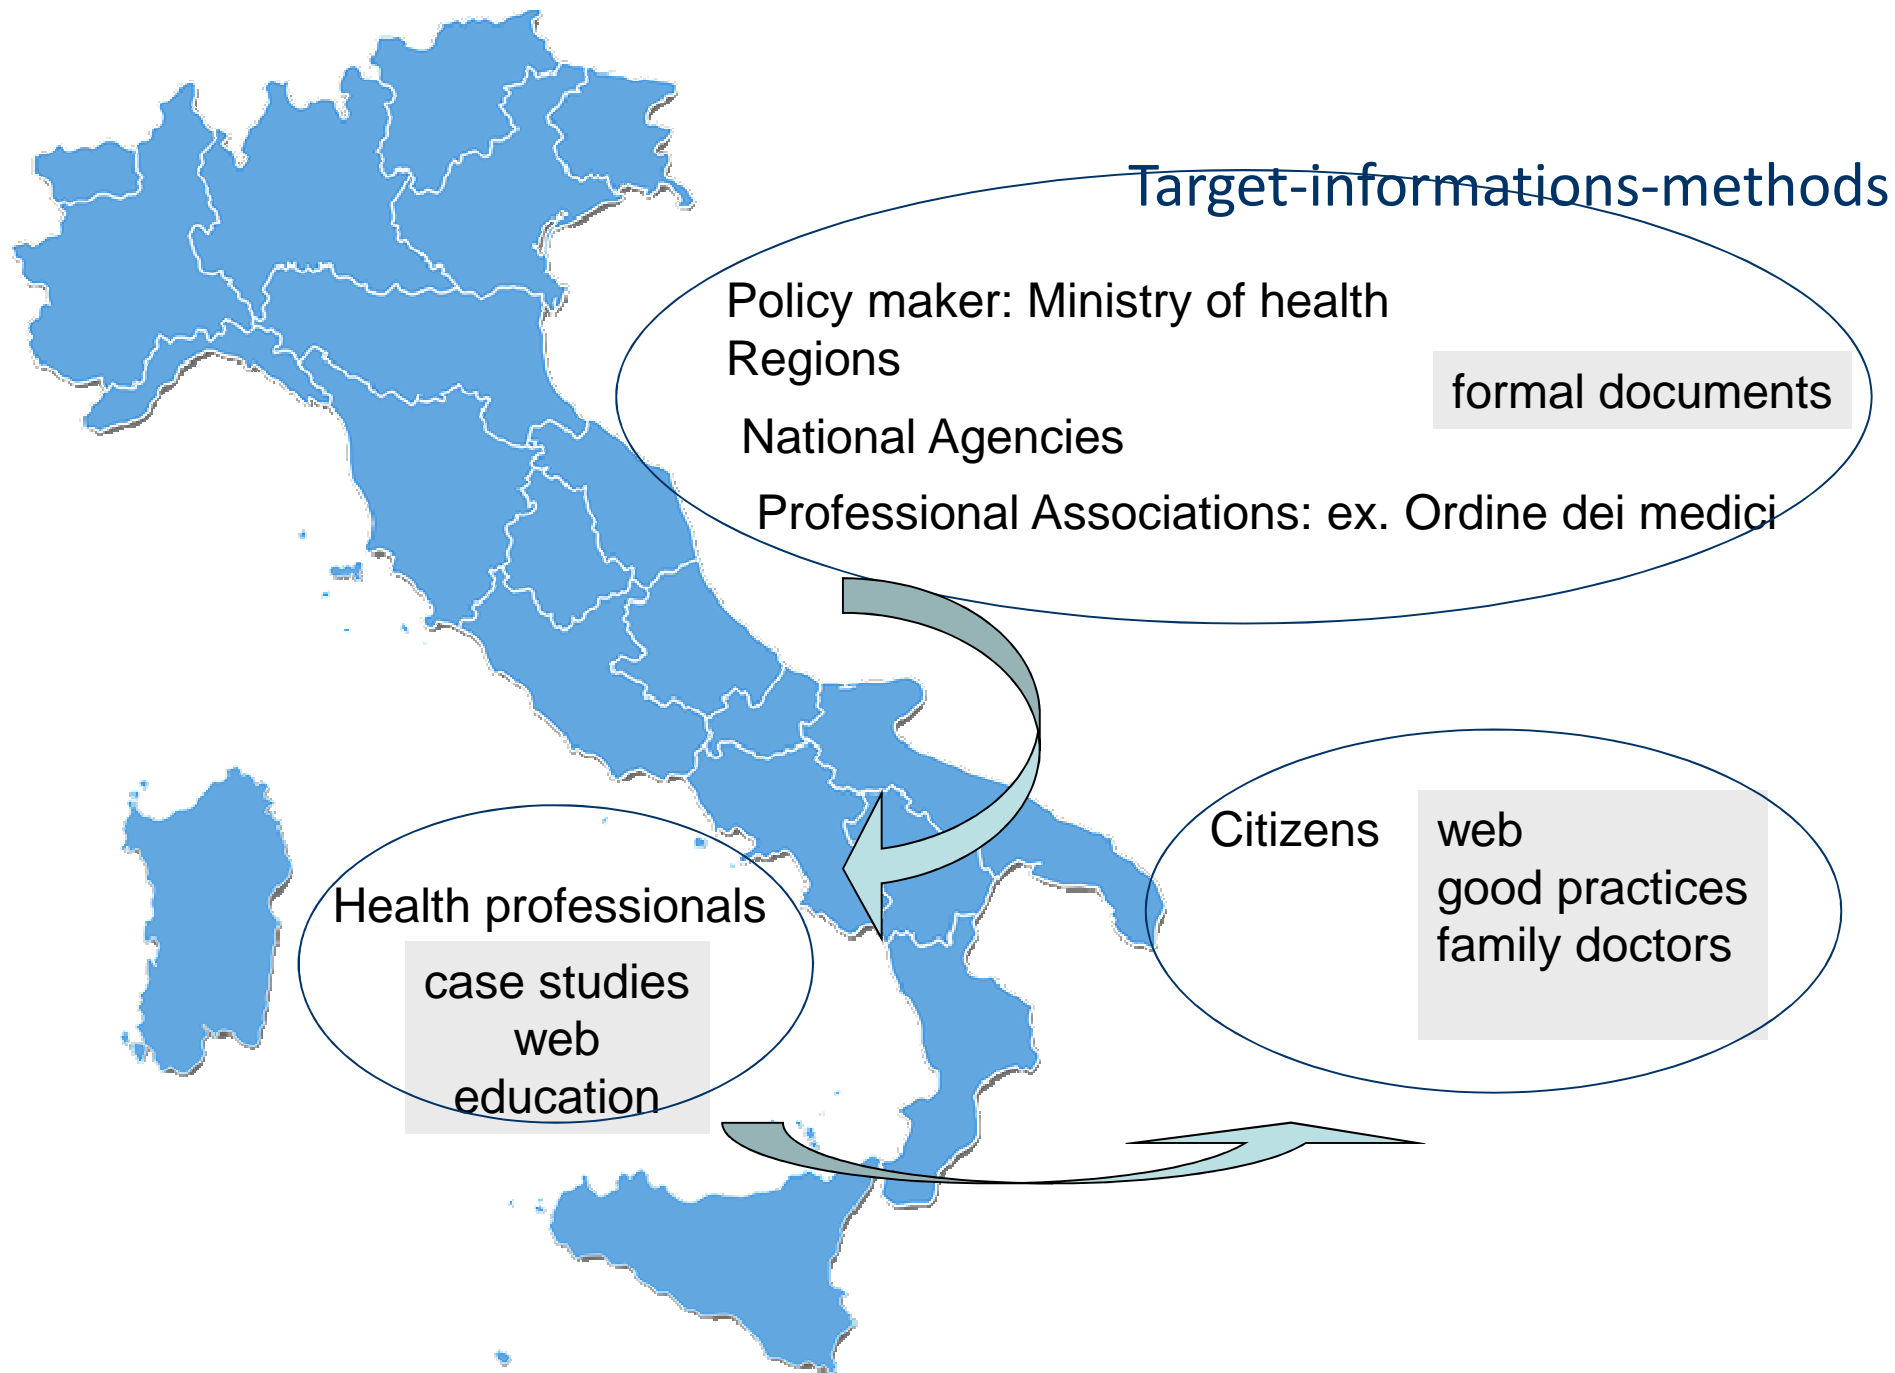 Target-informations-methods
Policy maker: Ministry of health
Regions
formal documents
National Agencies
Professional Associations: ex. Ordine dei medici
Citizens
web
good practices
family doctors
Health professionals
case studies
web
education